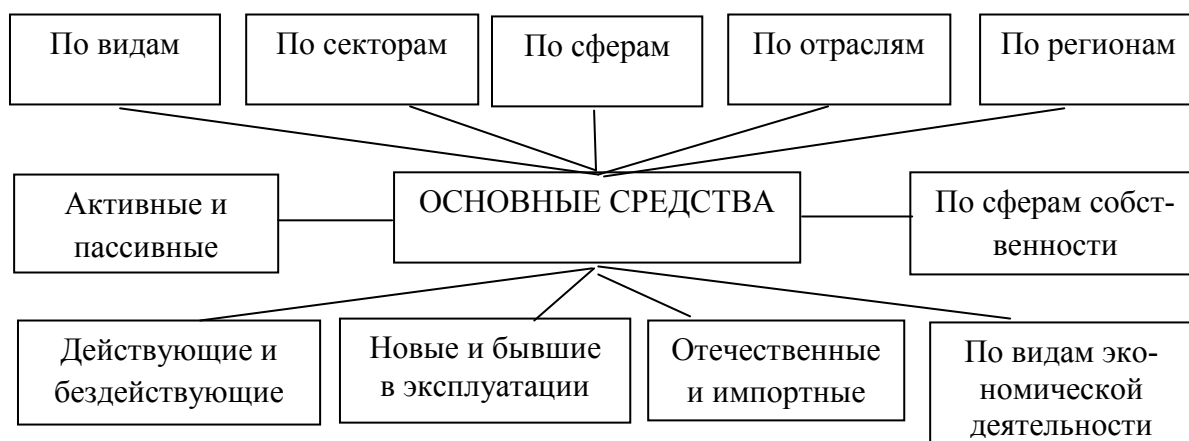 По видам
По секторам
По сферам
По отраслям
По регионам
Активные и
пассивные
ОСНОВНЫЕ СРЕДСТВА
По сферам собст-
венности
Действующие и
бездействующие
Новые и бывшие
в эксплуатации
Отечественные
и импортные
По видам эко-
номической
деятельности